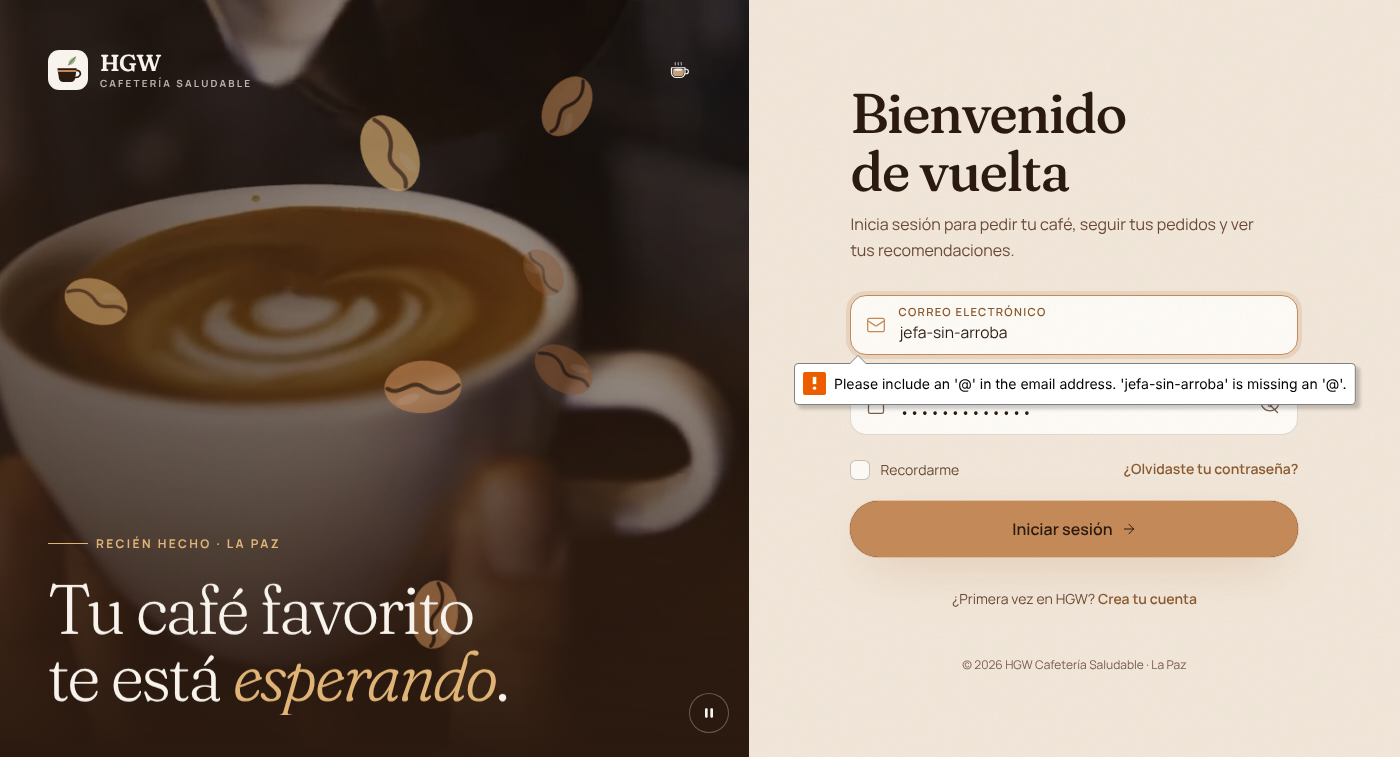 HGW
CAFETERÍA SALUDABLE
RECIÉN HECHO · LA PAZ
Tu café favorito
te está esperando.
Bienvenido
de vuelta
Inicia sesión para pedir tu café, seguir tus pedidos y ver
tus recomendaciones.
CORREO ELECTRÓNICO
jefa-sin-arroba
Please include an '@' in the email address. 'jefa-sin-arroba' is missing an '@'.
•••••••••••••
Recordarme
¿Olvidaste tu contraseña?
Iniciar sesión →
¿Primera vez en HGW? Crea tu cuenta
© 2026 HGW Cafetería Saludable · La Paz